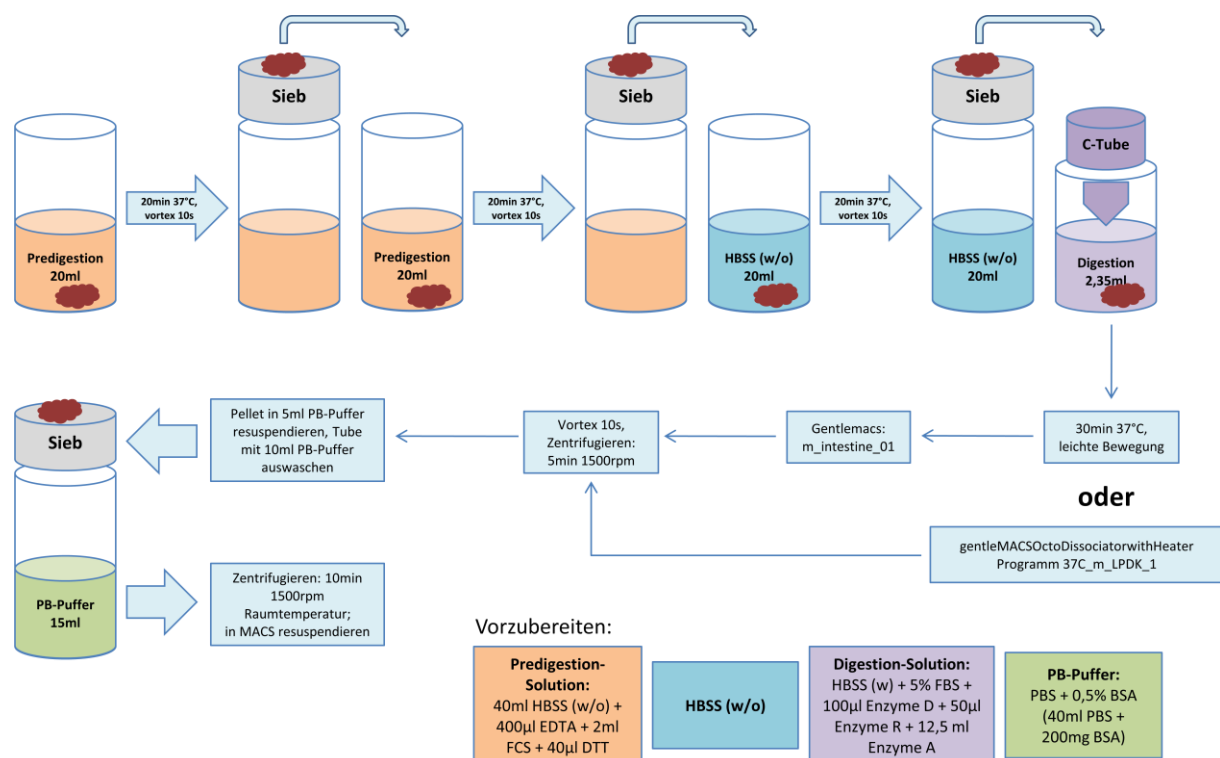 Sieb
Sieb
Sieb
C-Tube
Predigestion
20ml
20min 37°C,
vortex 10s
Predigestion
20ml
20min 37°C,
vortex 10s
HBSS (w/o)
20ml
20min 37°C,
vortex 10s
HBSS (w/o)
20ml
Digestion
2,35ml
30min 37°C,
leichte Bewegung
Gentlemacs:
m_intestine_01
Vortex 10s,
Zentrifugieren:
5min 1500rpm
Pellet in 5ml PB-Puffer
resuspendieren, Tube
mit 10ml PB-Puffer
auswaschen
Sieb
oder
gentleMACSOctoDissociatorwithHeater
Programm 37C_m_LPDK_1
PB-Puffer
15ml
Zentrifugieren: 10min
1500rpm
Raumtemperatur;
in MACS resuspendieren
Vorzubereiten:
Predigestion-
Solution:
40ml HBSS (w/o) +
400µl EDTA + 2ml
FCS + 40µl DTT
HBSS (w/o)
Digestion-Solution:
HBSS (w) + 5% FBS +
100µl Enzyme D + 50µl
Enzyme R + 12,5 ml
Enzyme A
PB-Puffer:
PBS + 0,5% BSA
(40ml PBS +
200mg BSA)